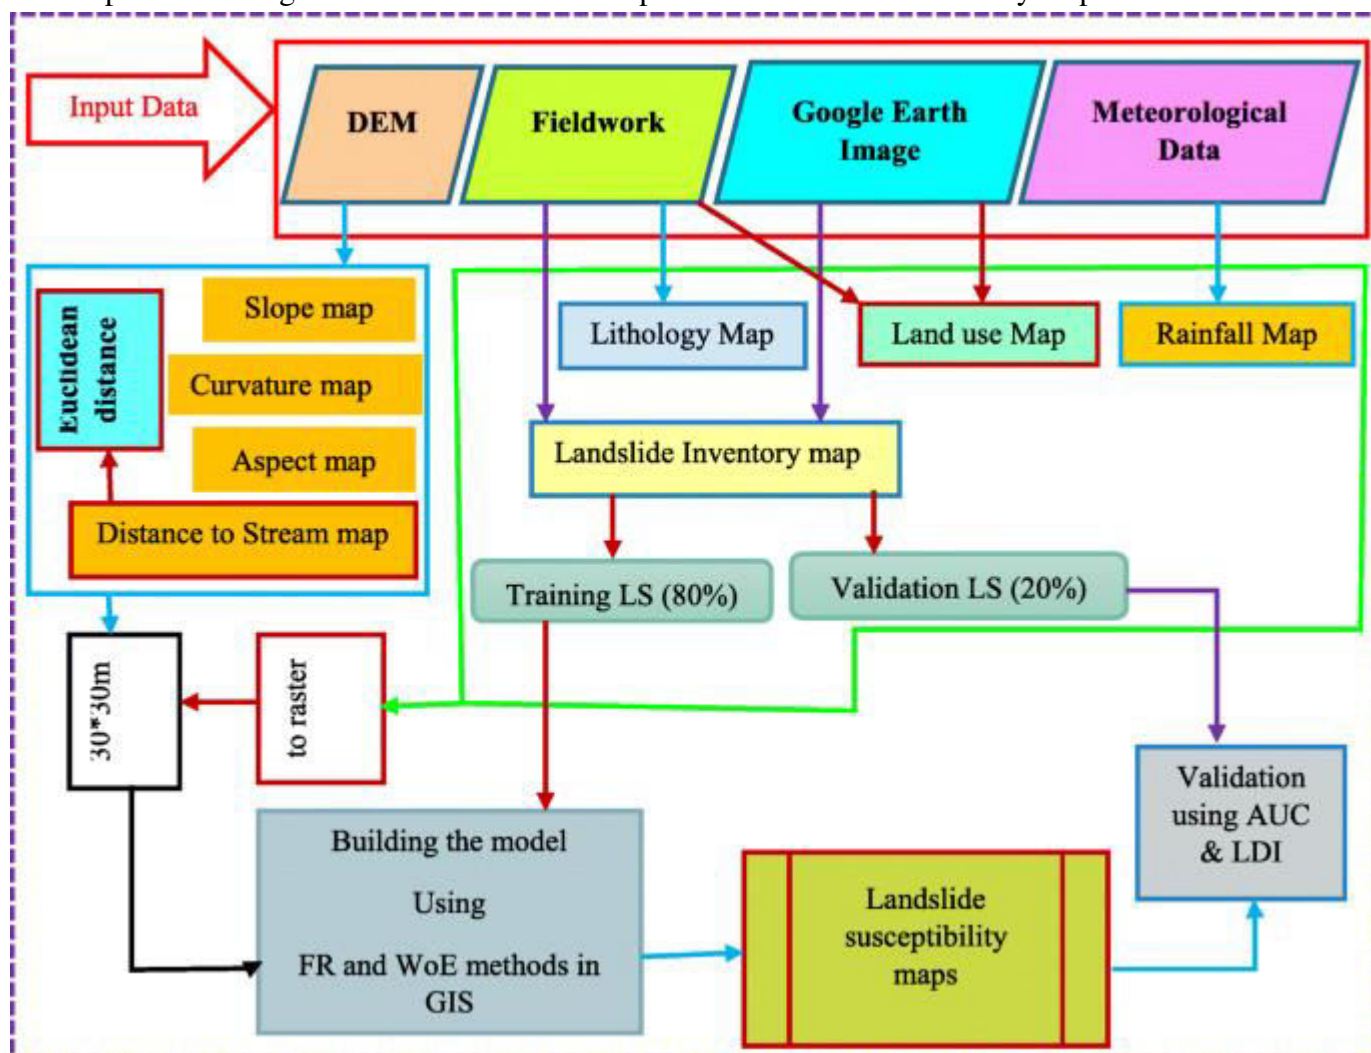 Input Data
DEM
Fieldwork
Google Earth
Image
Meteorological
Data
Euclidean
distance
Slope map
Curvature map
Aspect map
Distance to Stream map
Lithology Map
Land use Map
Rainfall Map
Landslide Inventory map
Training LS (80%)
Validation LS (20%)
30*30m
to raster
Building the model
Using
FR and WoE methods in
GIS
Landslide
susceptibility
maps
Validation
using AUC
& LDI